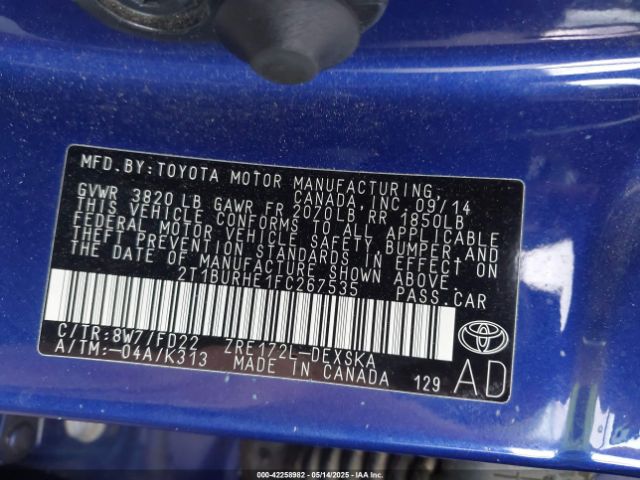 MFD.BY:TOYOTA MOTOR MANUFACTURING
CANADA, INC. 09/14
GVWR 3820LB GAWR FR 2070LB RR 1850LB
THIS VEHICLE CONFORMS TO ALL APPLICABLE
FEDERAL MOTOR VEHICLE SAFETY, BUMPER, AND
THEFT PREVENTION STANDARDS IN EFFECT ON
THE DATE OF MANUFACTURE SHOWN ABOVE.
2T1BURHE1FC267535 PASS.CAR
C/TR:8W7/FD22 ZRE172L-DEXSKA
A/TM:-04A/K313 MADE IN CANADA 129
TOYOTA
AD
000-42258982 - 05/14/2025 - IAA Inc.